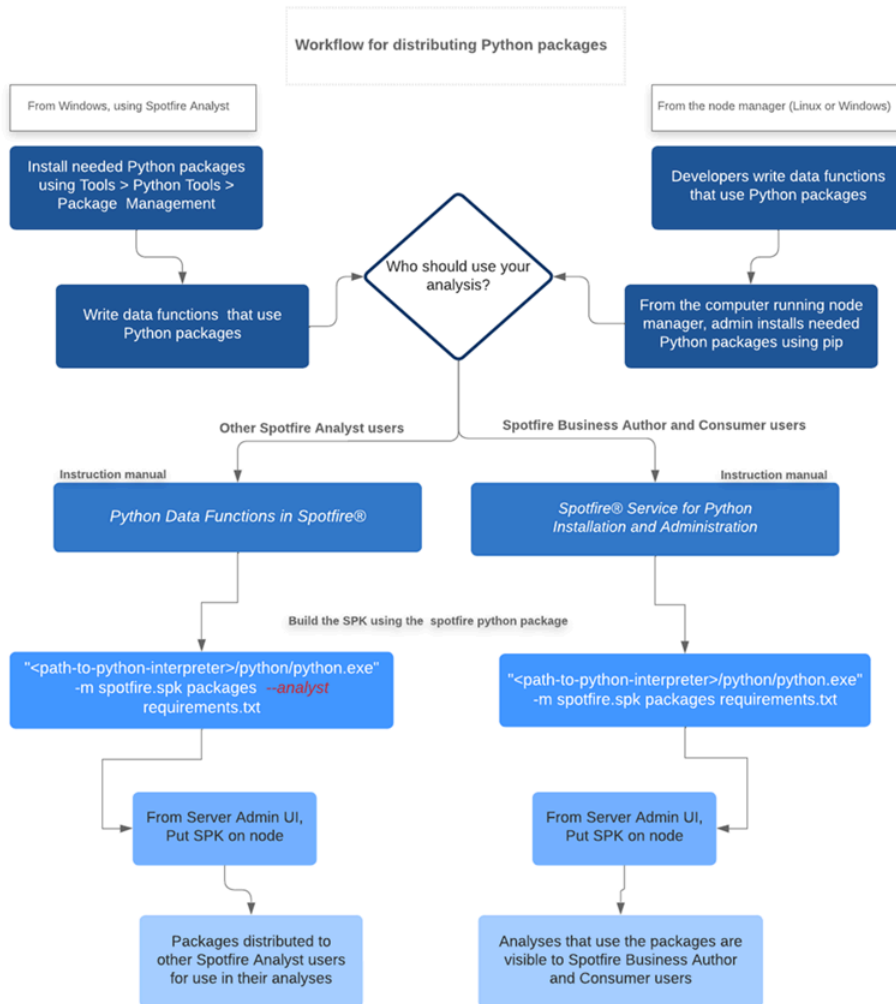 Workflow for distributing Python packages
From Windows, using Spotfire Analyst
From the node manager (Linux or Windows)
Install needed Python packages
using Tools > Python Tools >
Package Management
Developers write data functions
that use Python packages
Who should use your
analysis?
Write data functions that use
Python packages
From the computer running node
manager, admin installs needed
Python packages using pip
Other Spotfire Analyst users
Spotfire Business Author and Consumer users
Instruction manual
Instruction manual
Python Data Functions in Spotfire®
Spotfire® Service for Python
Installation and Administration
Build the SPK using the spotfire python package
"<path-to-python-interpreter>/python/python.exe"
-m spotfire.spk packages --analyst
requirements.txt
"<path-to-python-interpreter>/python/python.exe"
-m spotfire.spk packages requirements.txt
From Server Admin UI,
Put SPK on node
From Server Admin UI,
Put SPK on node
Packages distributed to
other Spotfire Analyst users
for use in their analyses
Analyses that use the packages are
visible to Spotfire Business Author
and Consumer users